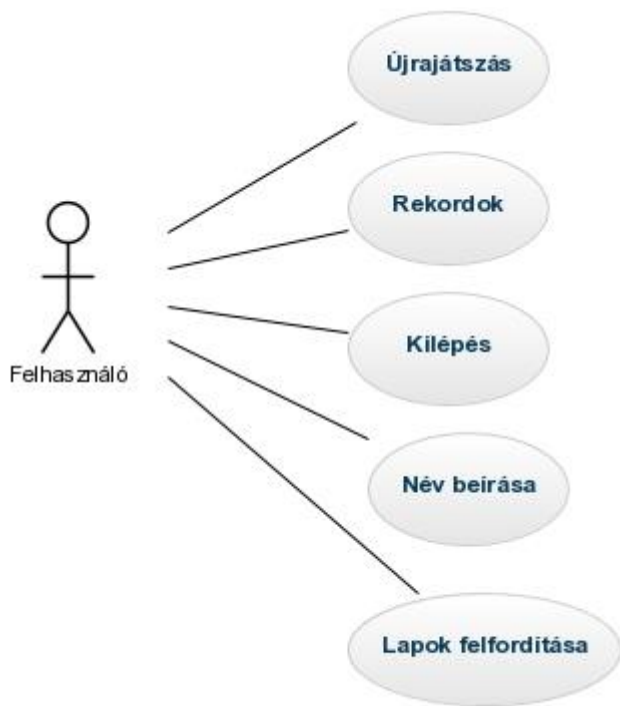 Újrajátszás
Rekordok
Kilépés
Felhasználó
Név beírása
Lapok felfordítása